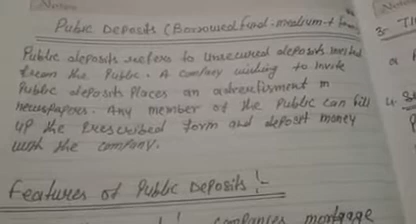 Public Deposits (Borrowed fund-medium-t
Public deposits refers to unsecured deposits invited
from the Public. A company wishing to invite
Public deposits Places an advertisment in
newspapers. Any member of the Public can fill
up the Prescribed form and deposit money
with the company.
Features of Public Deposits !-
companies mortgage